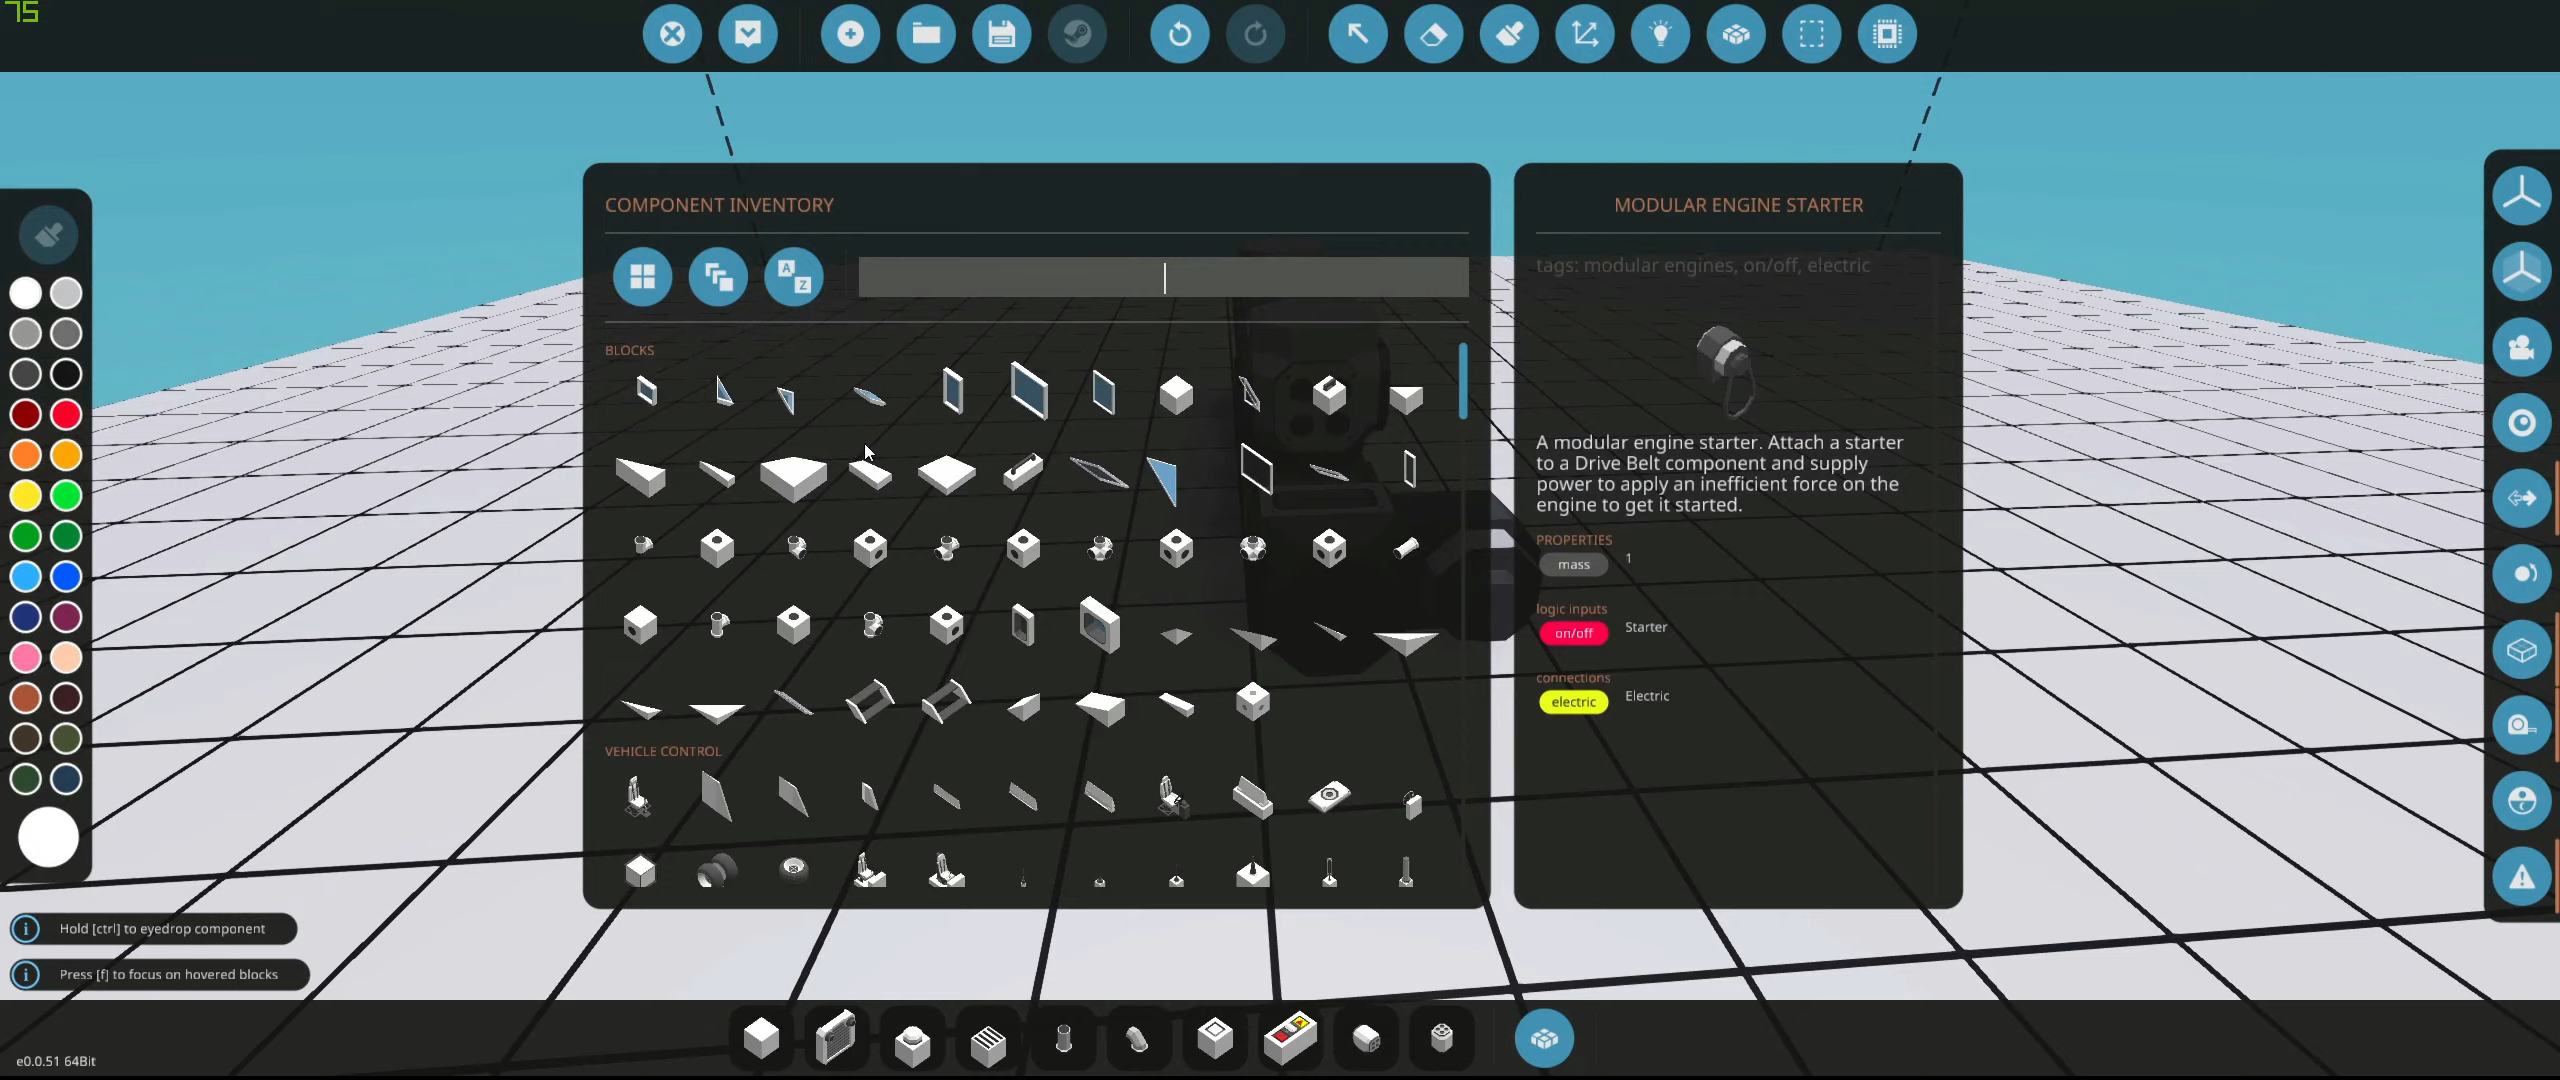 75
COMPONENT INVENTORY
A
Z
BLOCKS
VEHICLE CONTROL
MODULAR ENGINE STARTER
tags: modular engines, on/off, electric
A modular engine starter. Attach a starter
to a Drive Belt component and supply
power to apply an inefficient force on the
engine to get it started.
PROPERTIES
mass 1
logic inputs
on/off Starter
connections
electric Electric
Hold [ctrl] to eyedrop component
Press [f] to focus on hovered blocks
e0.0.51 64Bit